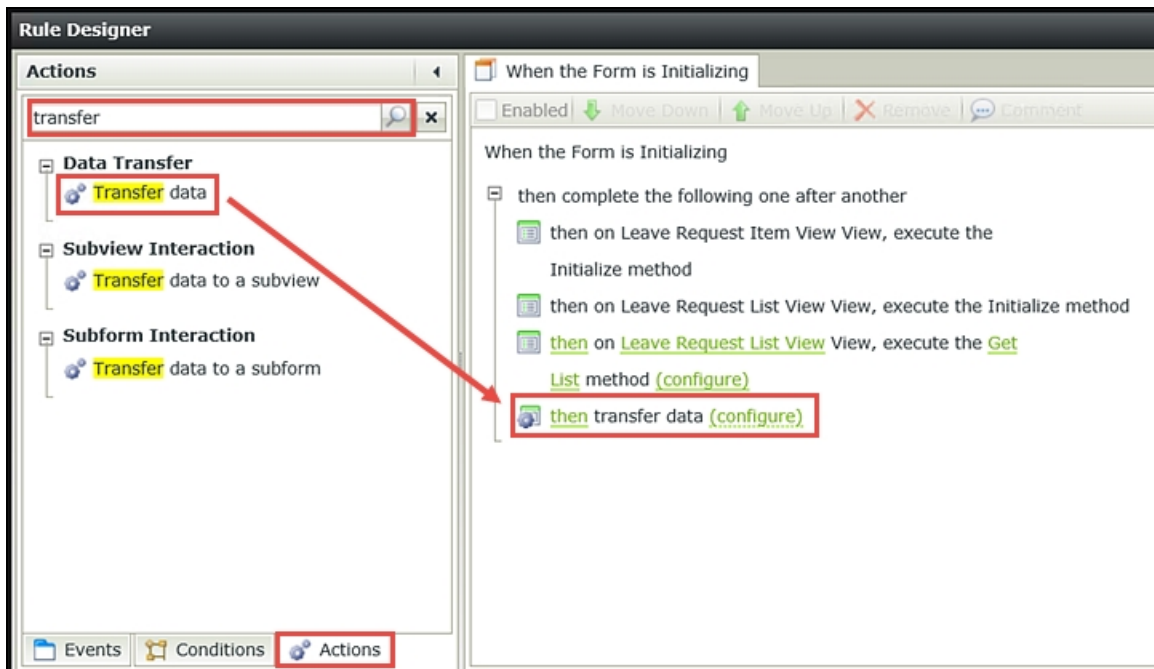 Rule Designer
Actions
transfer
Data Transfer
Transfer data
Subview Interaction
Transfer data to a subview
Subform Interaction
Transfer data to a subform
Events
Conditions
Actions
When the Form is Initializing
Enabled Move Down Move Up Remove Comment
When the Form is Initializing
then complete the following one after another
then on Leave Request Item View View, execute the
Initialize method
then on Leave Request List View View, execute the Initialize method
then on Leave Request List View View, execute the Get
List method (configure)
then transfer data (configure)